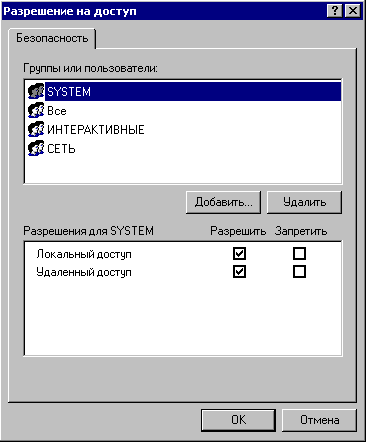 Разрешение на доступ
Безопасность
Группы или пользователи:
SYSTEM
Все
ИНТЕРАКТИВНЫЕ
СЕТЬ
Добавить... Удалить
Разрешения для SYSTEM Разрешить Запретить
Локальный доступ
Удаленный доступ
OK Отмена